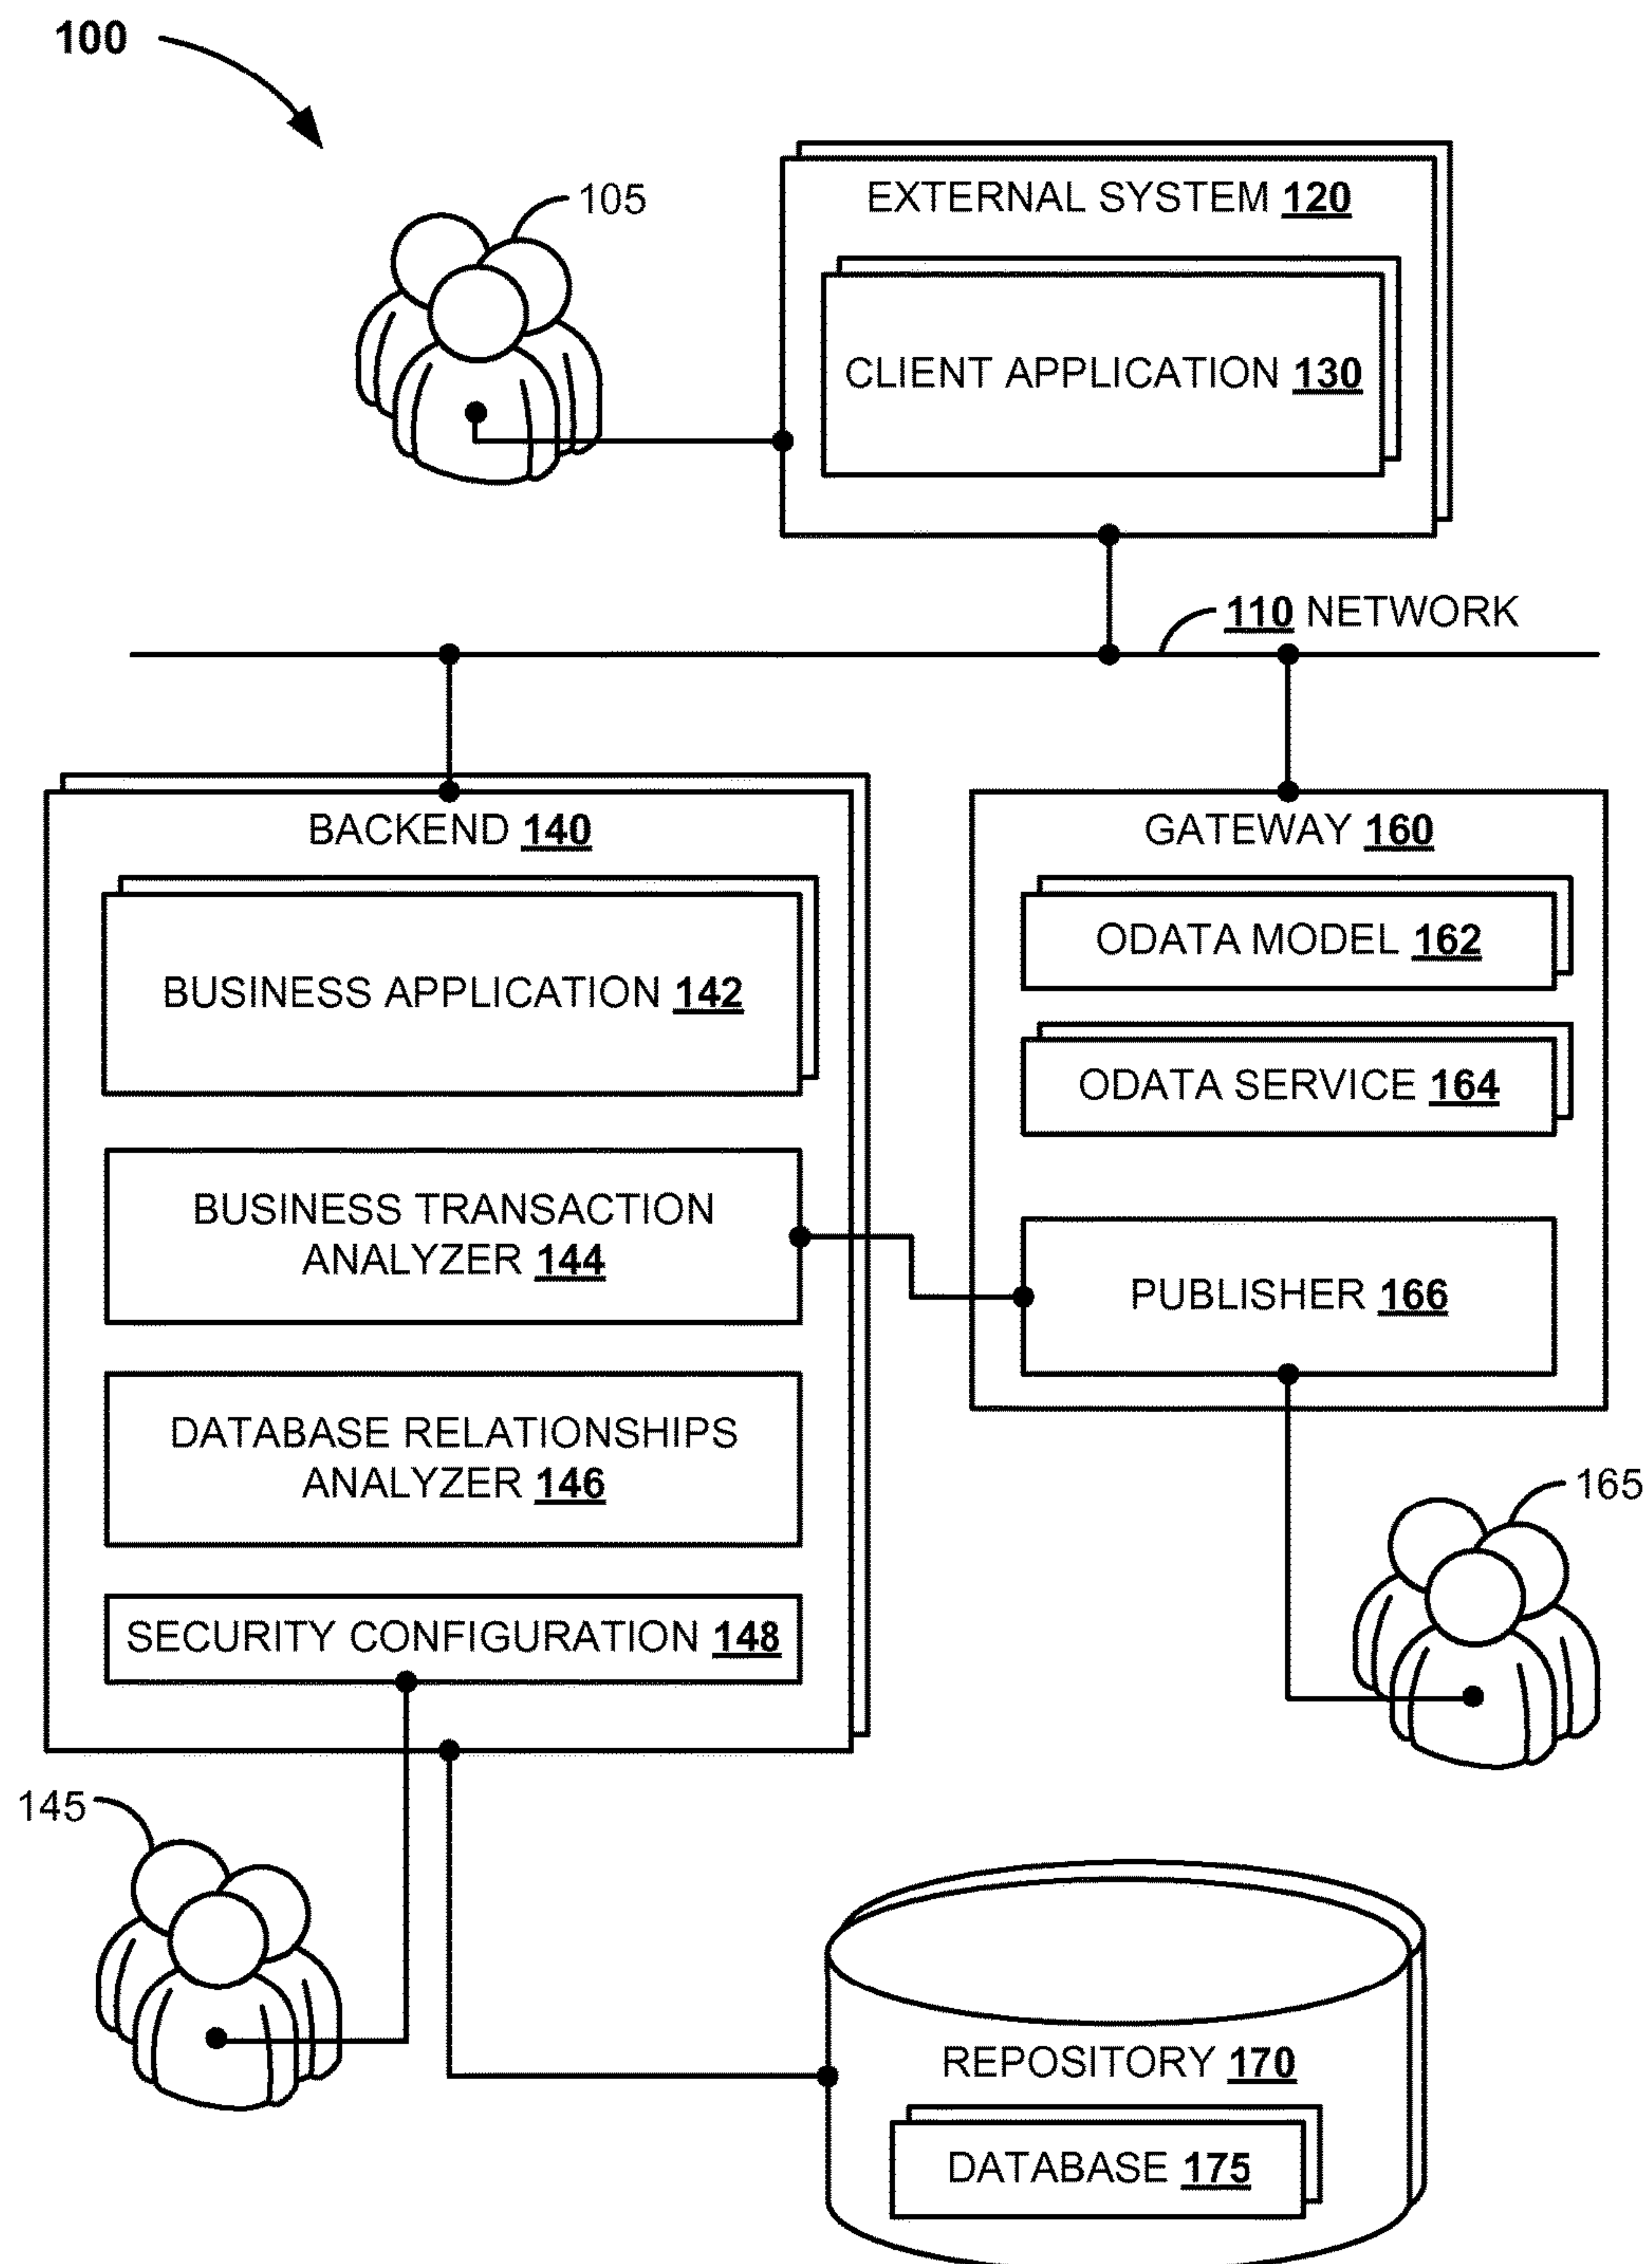 100
105
EXTERNAL SYSTEM 120
CLIENT APPLICATION 130
110 NETWORK
BACKEND 140
BUSINESS APPLICATION 142
BUSINESS TRANSACTION
ANALYZER 144
DATABASE RELATIONSHIPS
ANALYZER 146
SECURITY CONFIGURATION 148
GATEWAY 160
ODATA MODEL 162
ODATA SERVICE 164
PUBLISHER 166
165
145
REPOSITORY 170
DATABASE 175